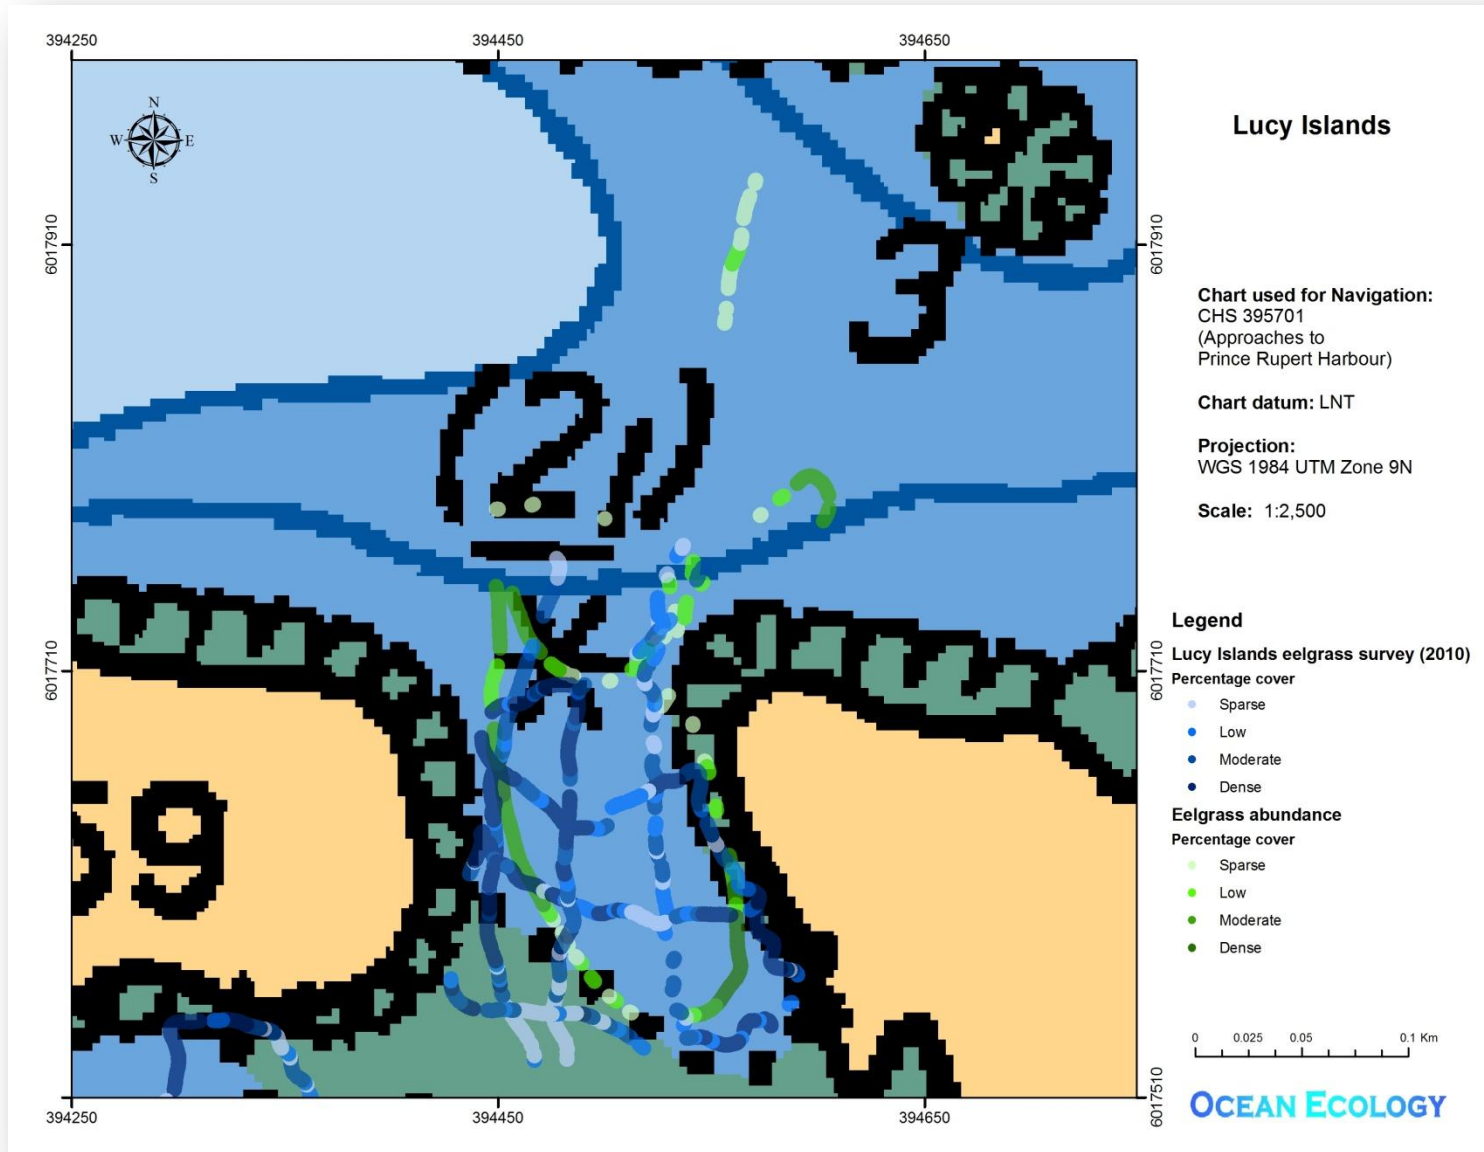 394250
394450
394650
N
W
E
S
6017910
6017910
3
(2
59
6017710
6017710
6017510
394250
394450
394650
Lucy Islands
Chart used for Navigation:
CHS 395701
(Approaches to
Prince Rupert Harbour)
Chart datum: LNT
Projection:
WGS 1984 UTM Zone 9N
Scale: 1:2,500
Legend
Lucy Islands eelgrass survey (2010)
Percentage cover
Sparse
Low
Moderate
Dense
Eelgrass abundance
Percentage cover
Sparse
Low
Moderate
Dense
0 0.025 0.05 0.1 Km
OCEAN ECOLOGY